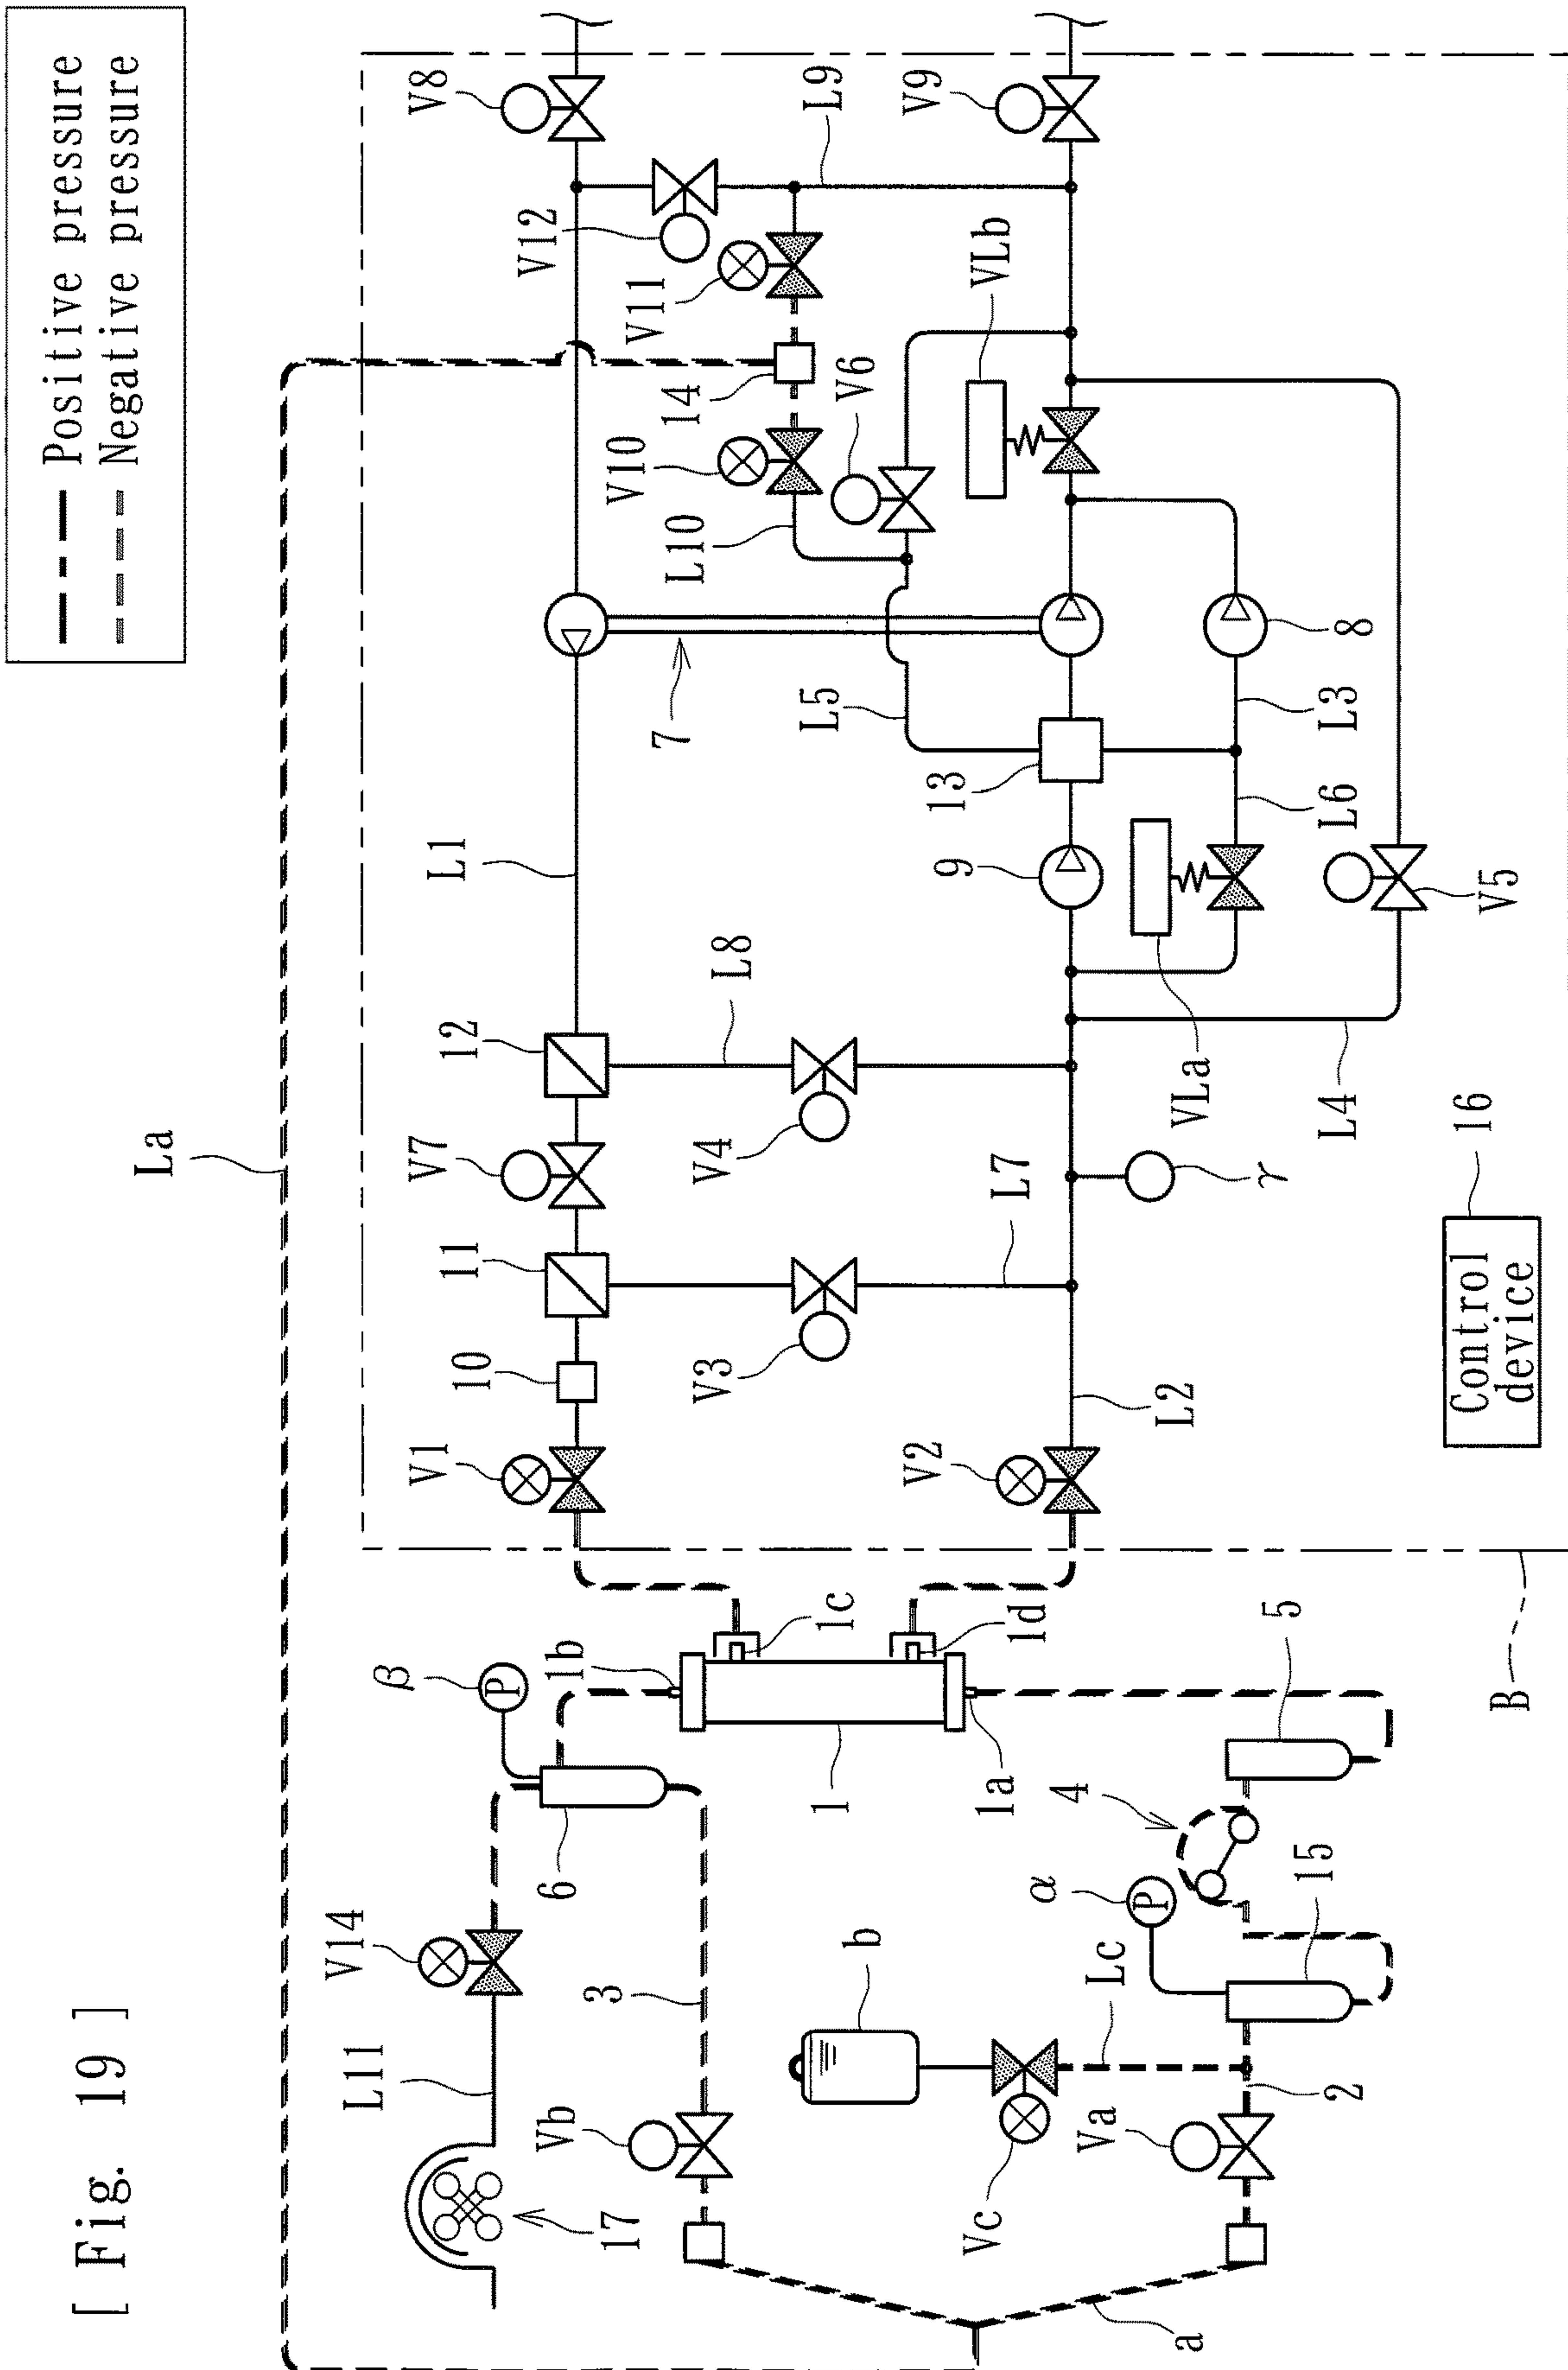 [ Fig. 19 ]
Positive pressure
Negative pressure
La
V8
V9
L9
V12
V11
VLb
14
V6
V10
L10
7
8
L5
L3
13
L6
L1
9
V5
L8
12
VLa
L4
V7
V4
16
L7
γ
11
Control
device
10
V3
L2
V1
V2
B
1c
1d
5
1b
β
1
1a
4
6
α
P
P
15
V14
b
Lc
3
L11
2
Vb
Va
17
Vc
a